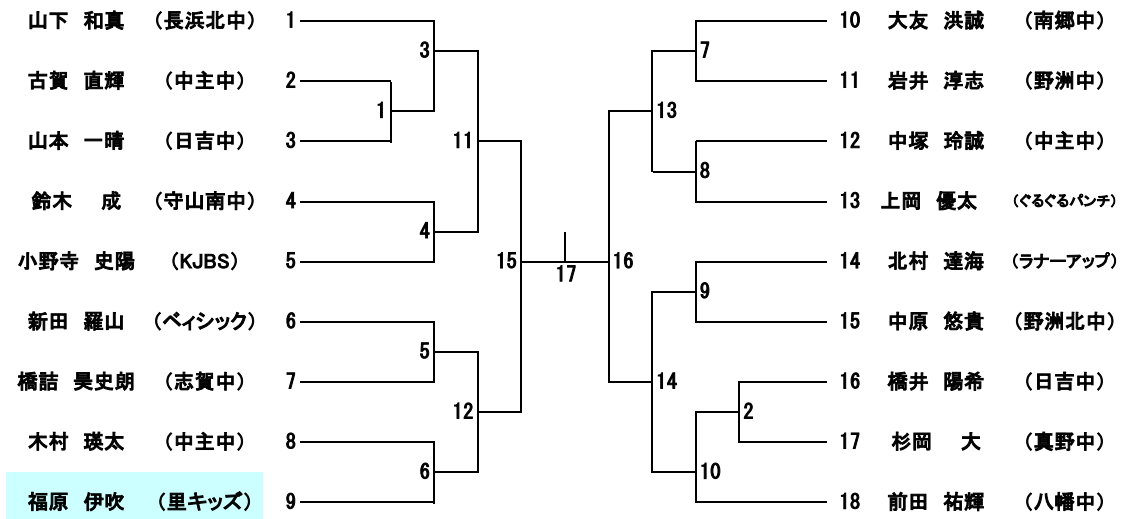 山下 和真 （長浜北中） 1
古賀 直輝 （中主中） 2
山本 一晴 （日吉中） 3
鈴木 成 （守山南中） 4
小野寺 史陽 （KJBS） 5
新田 羅山 （ベィシック） 6
橋詰 昊史朗 （志賀中） 7
木村 瑛太 （中主中） 8
福原 伊吹 （里キッズ） 9
3
1
11
4
15
5
12
6
17
16
7
13
8
9
14
2
10
10 大友 洪誠 （南郷中）
11 岩井 淳志 （野洲中）
12 中塚 玲誠 （中主中）
13 上岡 優太 （ぐるぐるパンチ）
14 北村 達海 （ラナーアップ）
15 中原 悠貴 （野洲北中）
16 橋井 陽希 （日吉中）
17 杉岡 大 （真野中）
18 前田 祐輝 （八幡中）